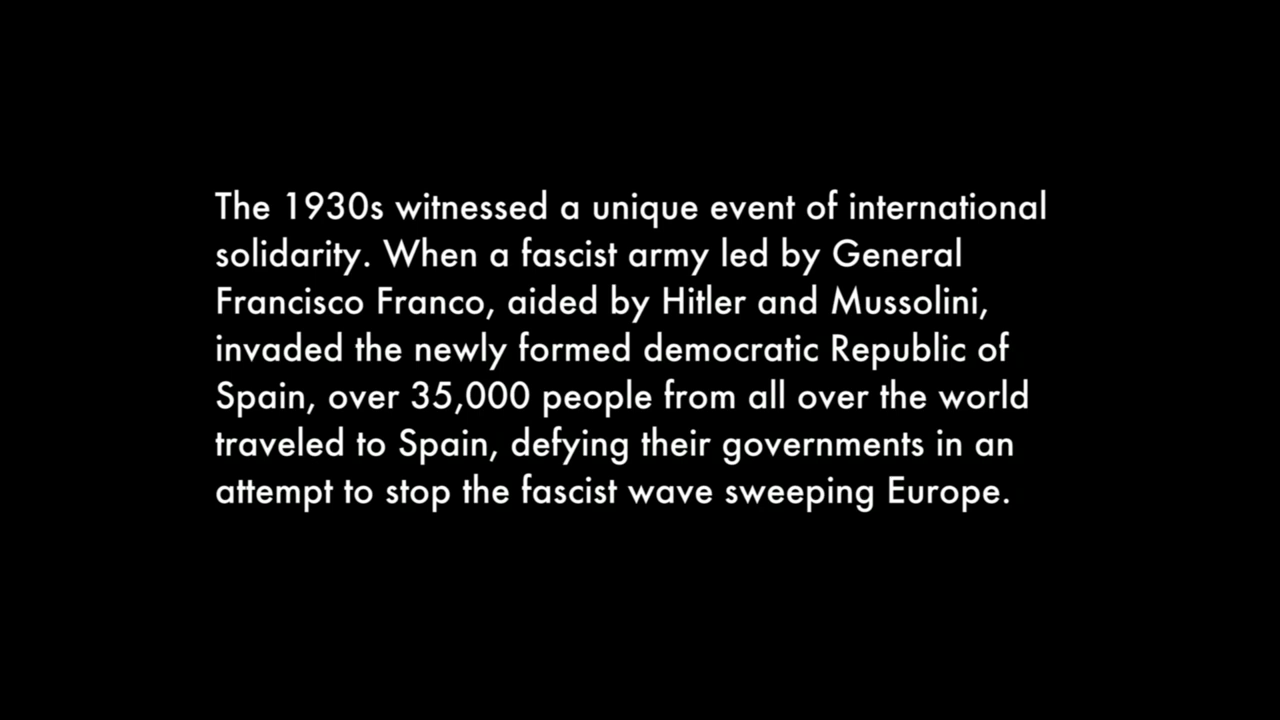 The 1930s witnessed a unique event of international
solidarity. When a fascist army led by General
Francisco Franco, aided by Hitler and Mussolini,
invaded the newly formed democratic Republic of
Spain, over 35,000 people from all over the world
traveled to Spain, defying their governments in an
attempt to stop the fascist wave sweeping Europe.